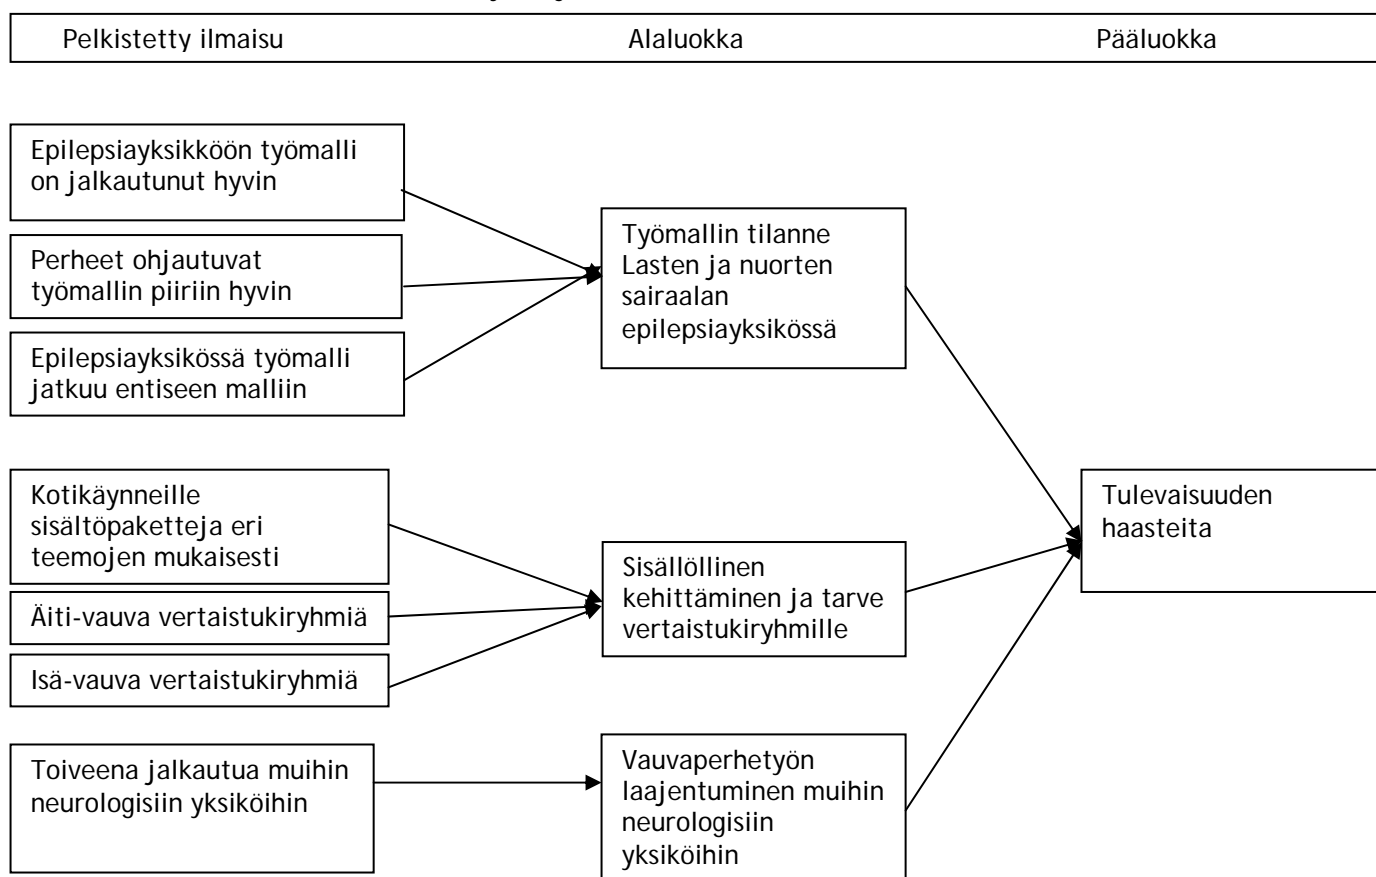 Pelkistetty ilmaisu Alaluokka Pääluokka
Epilepsiayksikköön työmalli
on jalkautunut hyvin
Perheet ohjautuvat
työmallin piiriin hyvin
Epilepsiayksikössä työmalli
jatkuu entiseen malliin
Työmallin tilanne
Lasten ja nuorten
sairaalan
epilepsiayksikössä
Kotikäynneille
sisältöpaketteja eri
teemojen mukaisesti
Äiti-vauva vertaistukiryhmiä
Isä-vauva vertaistukiryhmiä
Sisällöllinen
kehittäminen ja tarve
vertaistukiryhmille
Tulevaisuuden
haasteita
Toiveena jalkautua muihin
neurologisiin yksiköihin
Vauvaperhetyön
laajentuminen muihin
neurologisiin
yksiköihin